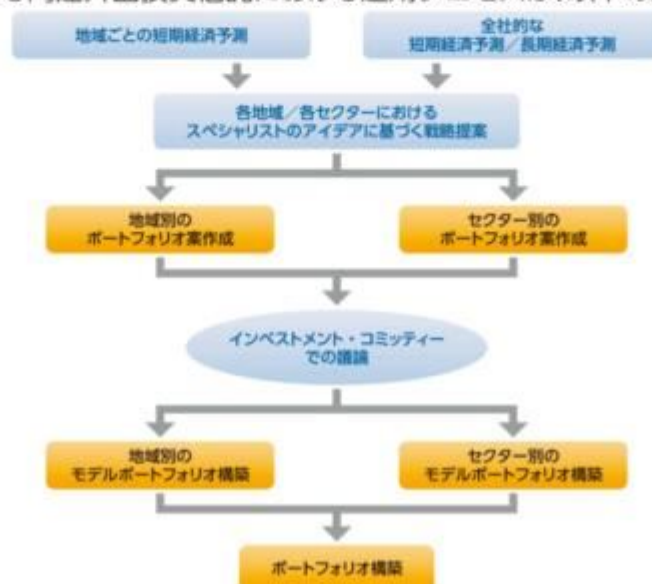 地域ごとの短期経済予測
全社的な
短期経済予測／長期経済予測
各地域／各セクターにおける
スペシャリストのアイデアに基づく戦略提案
地域別の
ポートフォリオ案作成
セクター別の
ポートフォリオ案作成
インベストメント・コミッティー
での議論
地域別の
モデルポートフォリオ構築
セクター別の
モデルポートフォリオ構築
ポートフォリオ構築